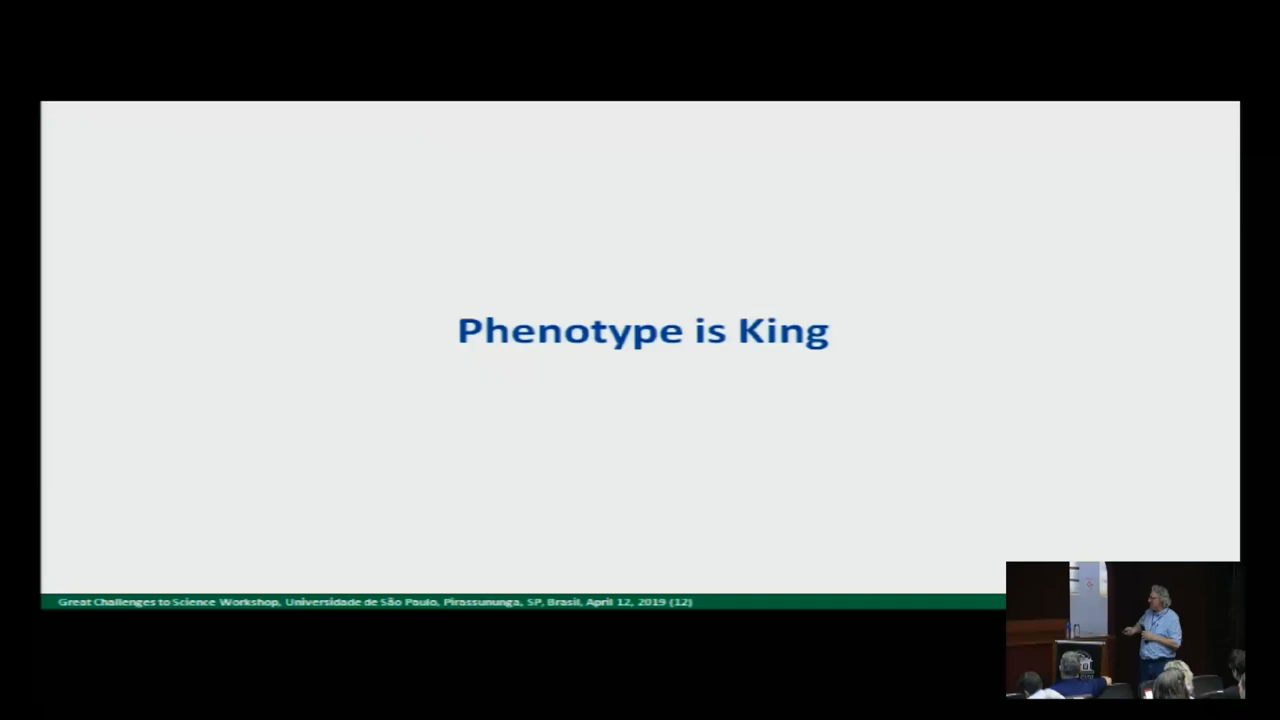 Phenotype is King
Great Challenges to Science Workshop, Universidade de São Paulo, Pirassununga, SP, Brasil, April 12, 2019 (12)